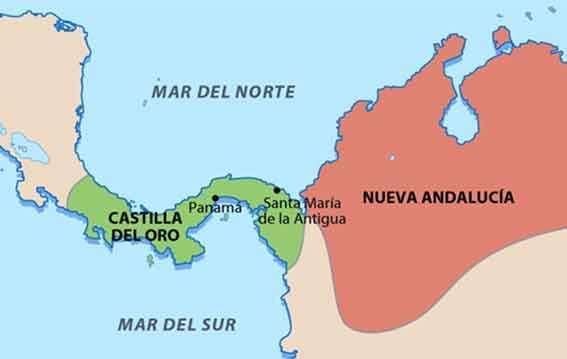 MAR DEL NORTE
NUEVA ANDALUCÍA
Santa María
de la Antigua
Panamá
CASTILLA
DEL ORO
MAR DEL SUR